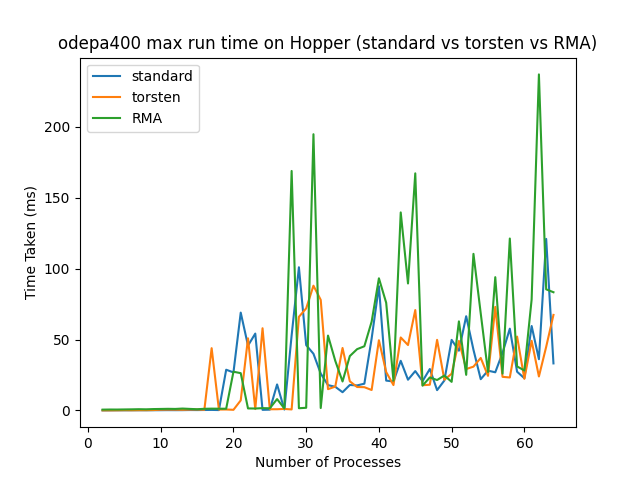 odepa400 max run time on Hopper (standard vs torsten vs RMA)
standard
torsten
RMA
200
150
100
50
0
Time Taken (ms)
0 10 20 30 40 50 60
Number of Processes